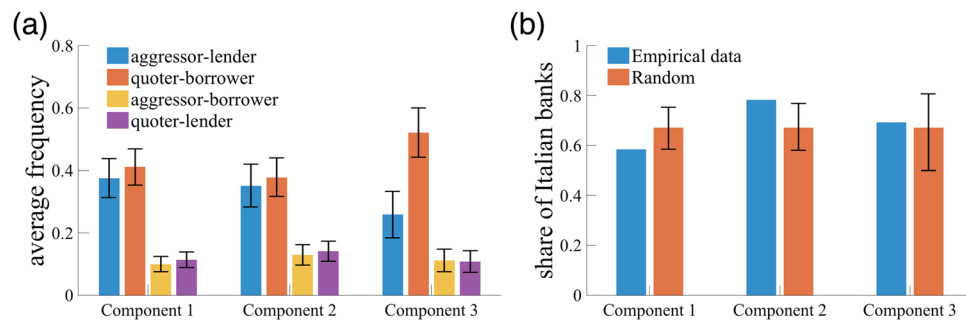 (a)
average frequency
0.8
0.6
0.4
0.2
0
aggressor-lender
quoter-borrower
aggressor-borrower
quoter-lender
Component 1
Component 2
Component 3
(b)
share of Italian banks
1
0.8
0.6
0.4
0.2
0
Empirical data
Random
Component 1
Component 2
Component 3